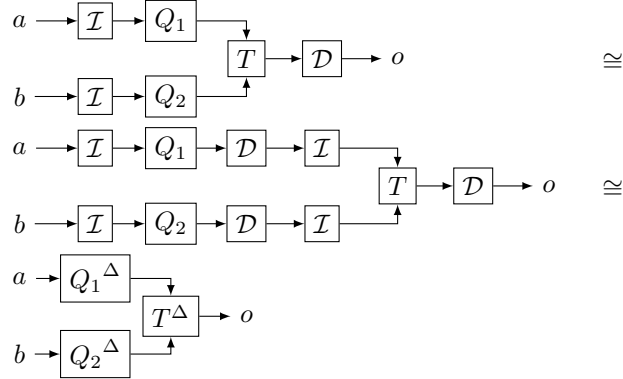 a → 𝓘 → Q₁
T → 𝓓 → o ≅
b → 𝓘 → Q₂
a → 𝓘 → Q₁ → 𝓓 → 𝓘
T → 𝓓 → o ≅
b → 𝓘 → Q₂ → 𝓓 → 𝓘
a → Q₁^Δ
T^Δ → o
b → Q₂^Δ